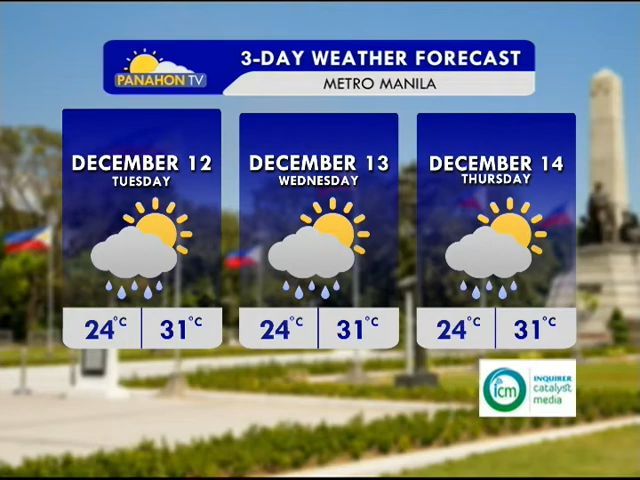 PANAHON TV
3-DAY WEATHER FORECAST
METRO MANILA
DECEMBER 12
TUESDAY
24°C
31°C
DECEMBER 13
WEDNESDAY
24°C
31°C
DECEMBER 14
THURSDAY
24°C
31°C
icm
INQUIRER
catalyst
media